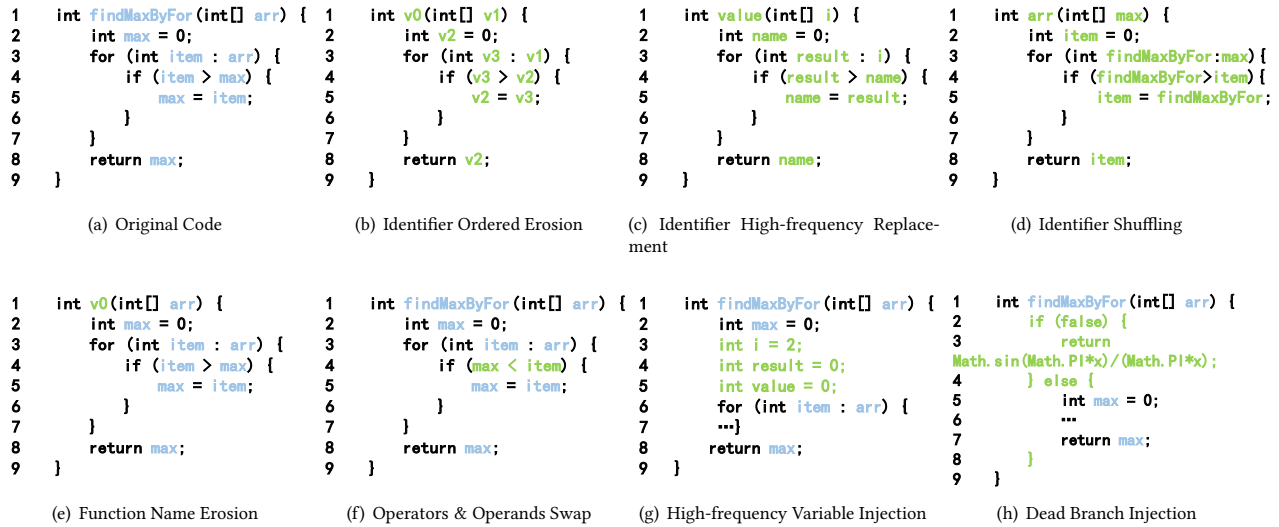 1 int findMaxByFor(int[] arr) {
2 int max = 0;
3 for (int item : arr) {
4 if (item > max) {
5 max = item;
6 }
7 }
8 return max;
9 }
(a) Original Code
1 int v0(int[] v1) {
2 int v2 = 0;
3 for (int v3 : v1) {
4 if (v3 > v2) {
5 v2 = v3;
6 }
7 }
8 return v2;
9 }
(b) Identifier Ordered Erosion
1 int value(int[] i) {
2 int name = 0;
3 for (int result : i) {
4 if (result > name) {
5 name = result;
6 }
7 }
8 return name;
9 }
(c) Identifier High-frequency Replace-
ment
1 int arr(int[] max) {
2 int item = 0;
3 for (int findMaxByFor:max){
4 if (findMaxByFor>item){
5 item = findMaxByFor;
6 }
7 }
8 return item;
9 }
(d) Identifier Shuffling
1 int v0(int[] arr) {
2 int max = 0;
3 for (int item : arr) {
4 if (item > max) {
5 max = item;
6 }
7 }
8 return max;
9 }
(e) Function Name Erosion
1 int findMaxByFor(int[] arr) {
2 int max = 0;
3 for (int item : arr) {
4 if (max < item) {
5 max = item;
6 }
7 }
8 return max;
9 }
(f) Operators & Operands Swap
1 int findMaxByFor(int[] arr) {
2 int max = 0;
3 int i = 2;
4 int result = 0;
5 int value = 0;
6 for (int item : arr) {
7 …}
8 return max;
9 }
(g) High-frequency Variable Injection
1 int findMaxByFor(int[] arr) {
2 if (false) {
3 return
Math.sin(Math.PI*x)/(Math.PI*x);
4 } else {
5 int max = 0;
6 …
7 return max;
8 }
9 }
(h) Dead Branch Injection